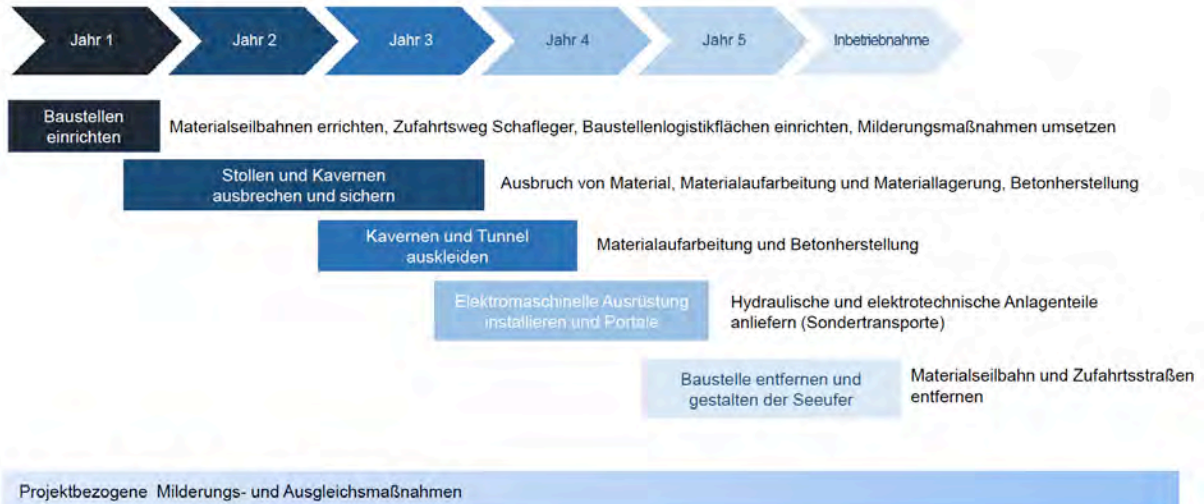 Jahr 1
Jahr 2
Jahr 3
Jahr 4
Jahr 5
Inbetriebnahme
Baustellen
einrichten
Materialseilbahnen errichten, Zufahrtsweg Schafleger, Baustellenlogistikflächen einrichten, Milderungsmaßnahmen umsetzen
Stollen und Kavernen
ausbrechen und sichern
Ausbruch von Material, Materialaufarbeitung und Materiallagerung, Betonherstellung
Kavernen und Tunnel
auskleiden
Materialaufarbeitung und Betonherstellung
Elektromaschinelle Ausrüstung
installieren und Portale
Hydraulische und elektrotechnische Anlagenteile
anliefern (Sondertransporte)
Baustelle entfernen und
gestalten der Seeufer
Materialseilbahn und Zufahrtsstraßen
entfernen
Projektbezogene Milderungs- und Ausgleichsmaßnahmen